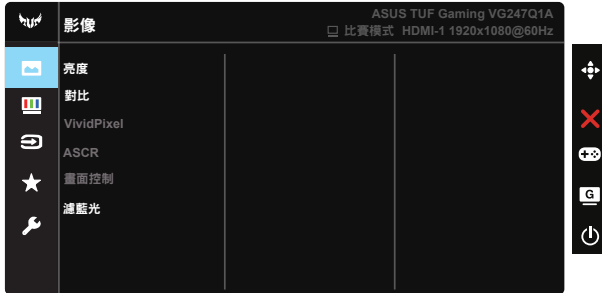 影像
ASUS TUF Gaming VG247Q1A
比賽模式 HDMI-1 1920x1080@60Hz
亮度
對比
VividPixel
ASCR
畫面控制
濾藍光
G